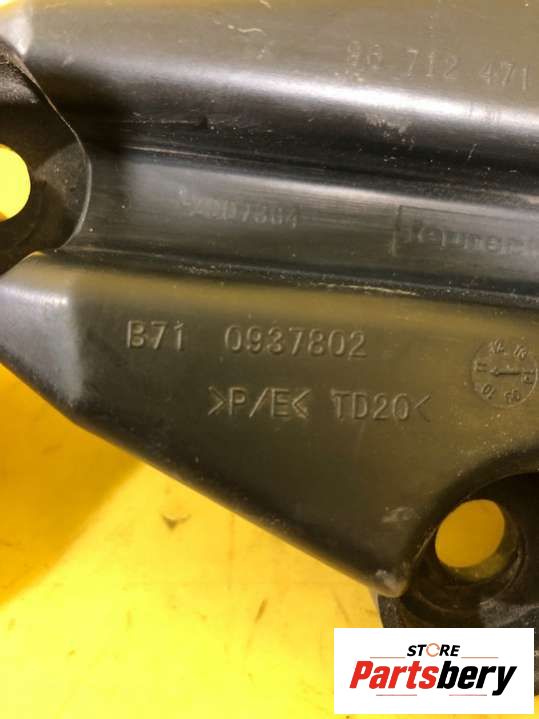 96 712 471
B71 0937802
>P/E< TD20<
STORE
Partsbery